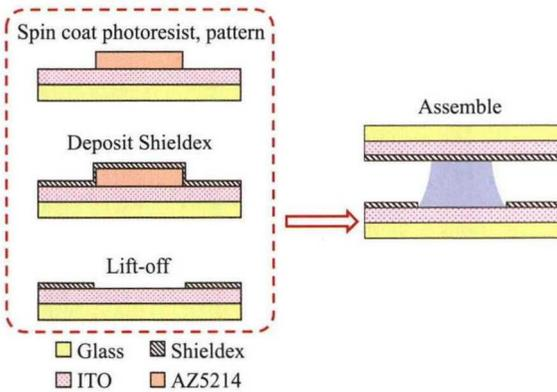 Spin coat photoresist, pattern
Deposit Shieldex
Lift-off
Assemble
Glass Shieldex
ITO AZ5214